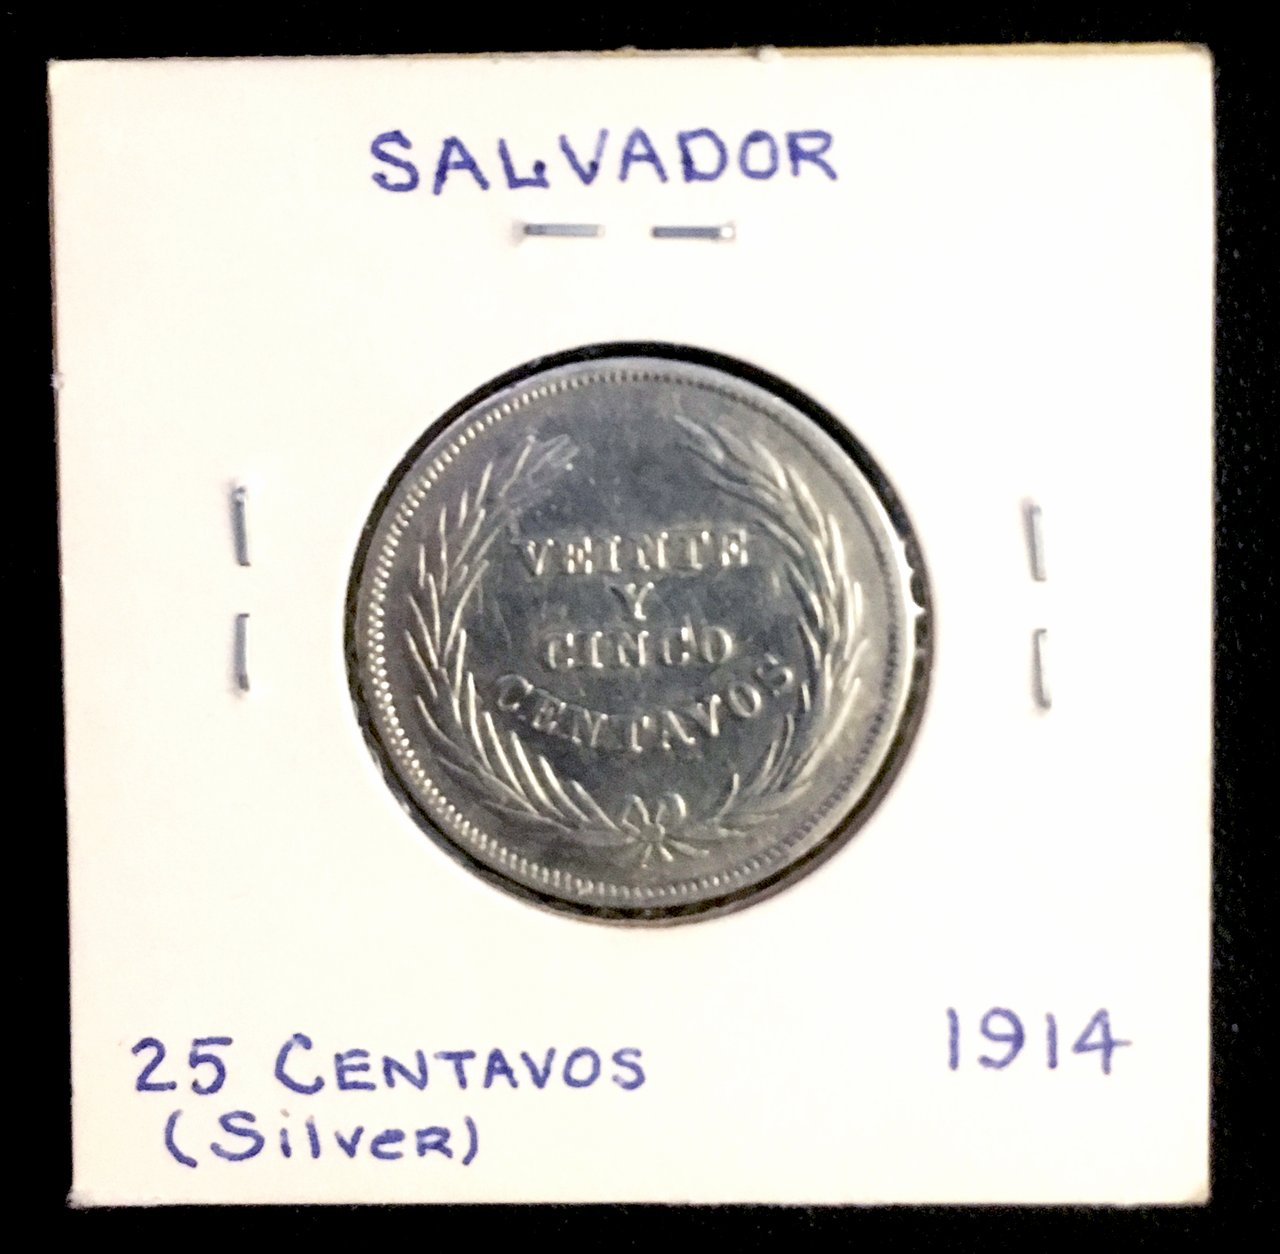 SALVADOR
VEINTE
Y
CINCO
CENTAVOS
25 CENTAVOS
(Silver)
1914